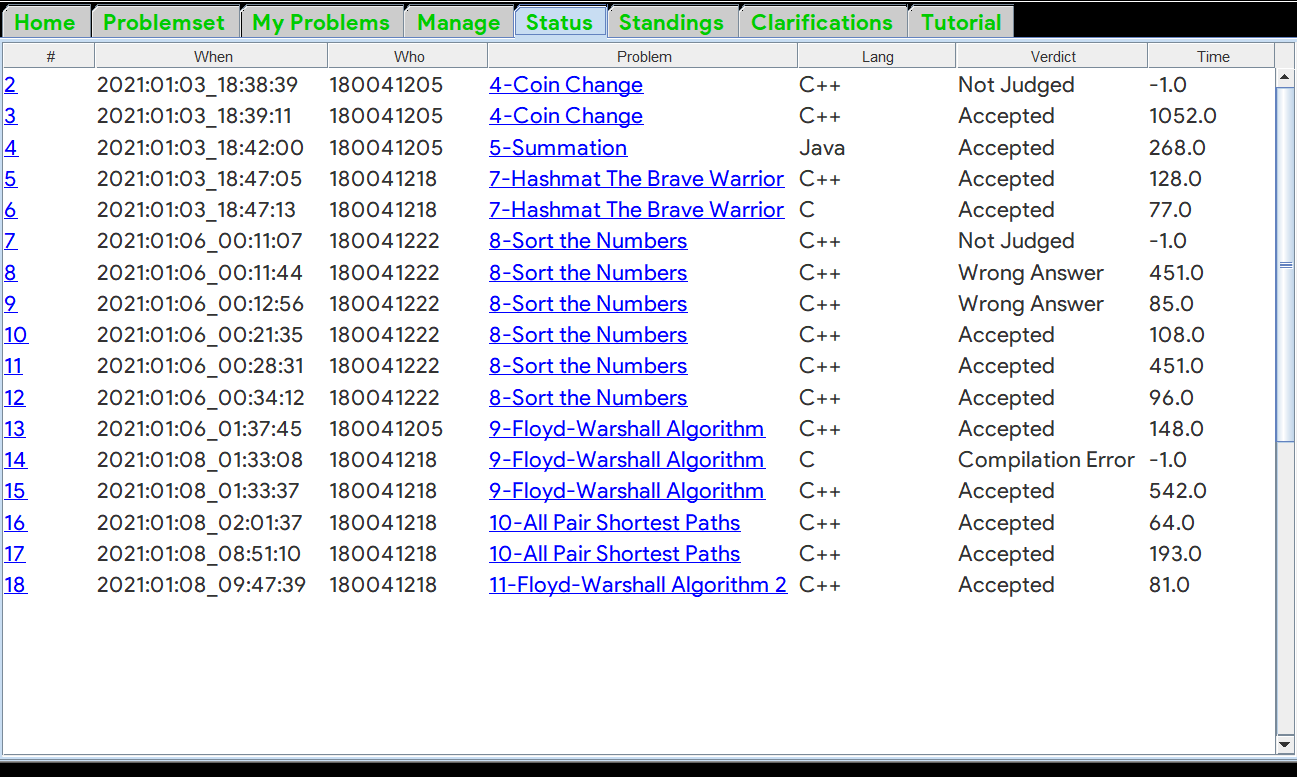 Home Problemset My Problems Manage Status Standings Clarifications Tutorial
# When Who Problem Lang Verdict Time
2 2021:01:03_18:38:39 180041205 4-Coin Change C++ Not Judged -1.0
3 2021:01:03_18:39:11 180041205 4-Coin Change C++ Accepted 1052.0
4 2021:01:03_18:42:00 180041205 5-Summation Java Accepted 268.0
5 2021:01:03_18:47:05 180041218 7-Hashmat The Brave Warrior C++ Accepted 128.0
6 2021:01:03_18:47:13 180041218 7-Hashmat The Brave Warrior C Accepted 77.0
7 2021:01:06_00:11:07 180041222 8-Sort the Numbers C++ Not Judged -1.0
8 2021:01:06_00:11:44 180041222 8-Sort the Numbers C++ Wrong Answer 451.0
9 2021:01:06_00:12:56 180041222 8-Sort the Numbers C++ Wrong Answer 85.0
10 2021:01:06_00:21:35 180041222 8-Sort the Numbers C++ Accepted 108.0
11 2021:01:06_00:28:31 180041222 8-Sort the Numbers C++ Accepted 451.0
12 2021:01:06_00:34:12 180041222 8-Sort the Numbers C++ Accepted 96.0
13 2021:01:06_01:37:45 180041205 9-Floyd-Warshall Algorithm C++ Accepted 148.0
14 2021:01:08_01:33:08 180041218 9-Floyd-Warshall Algorithm C Compilation Error -1.0
15 2021:01:08_01:33:37 180041218 9-Floyd-Warshall Algorithm C++ Accepted 542.0
16 2021:01:08_02:01:37 180041218 10-All Pair Shortest Paths C++ Accepted 64.0
17 2021:01:08_08:51:10 180041218 10-All Pair Shortest Paths C++ Accepted 193.0
18 2021:01:08_09:47:39 180041218 11-Floyd-Warshall Algorithm 2 C++ Accepted 81.0